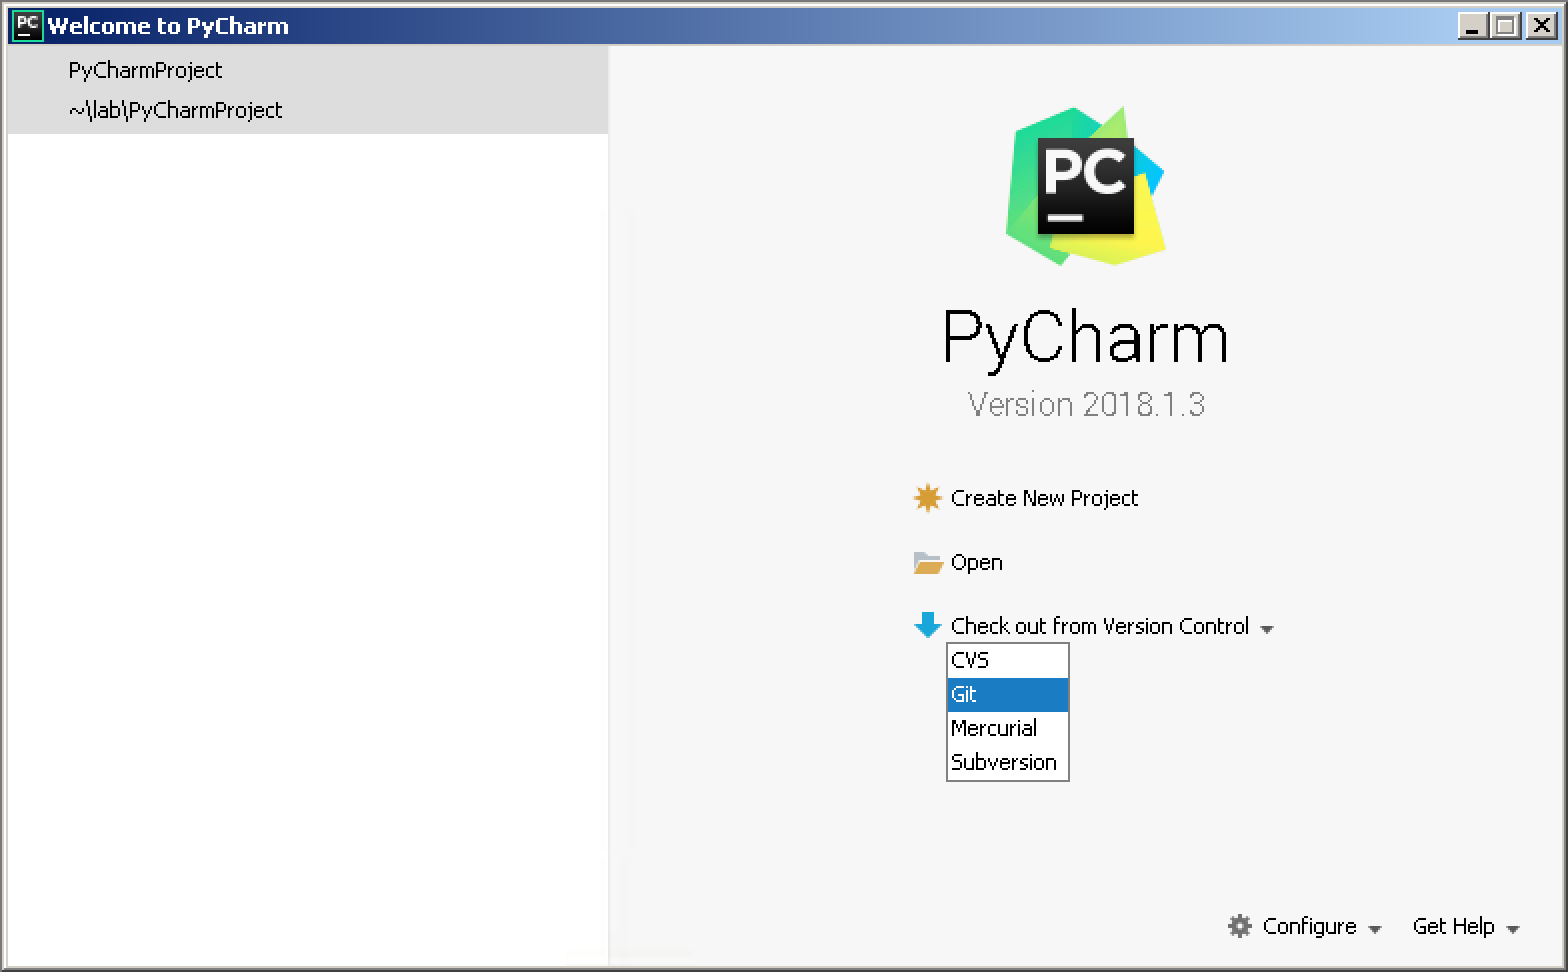 PC Welcome to PyCharm
PyCharmProject
~\lab\PyCharmProject
PC
PyCharm
Version 2018.1.3
Create New Project
Open
Check out from Version Control
CVS
Git
Mercurial
Subversion
Configure Get Help